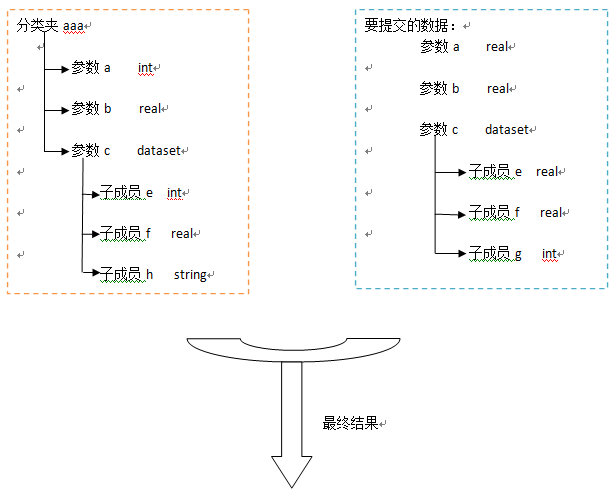 分类夹 aaa
参数 a int
参数 b real
参数 c dataset
子成员 e int
子成员 f real
子成员 h string
要提交的数据：
参数 a real
参数 b real
参数 c dataset
子成员 e real
子成员 f real
子成员 g int
最终结果